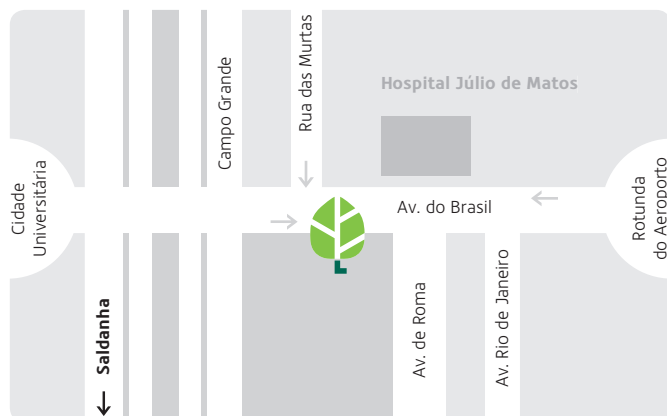 Campo Grande
Rua das Murtas
Hospital Júlio de Matos
Cidade
Universitária
Av. do Brasil
Rotunda
do Aeroporto
Saldanha
Av. de Roma
Av. Rio de Janeiro